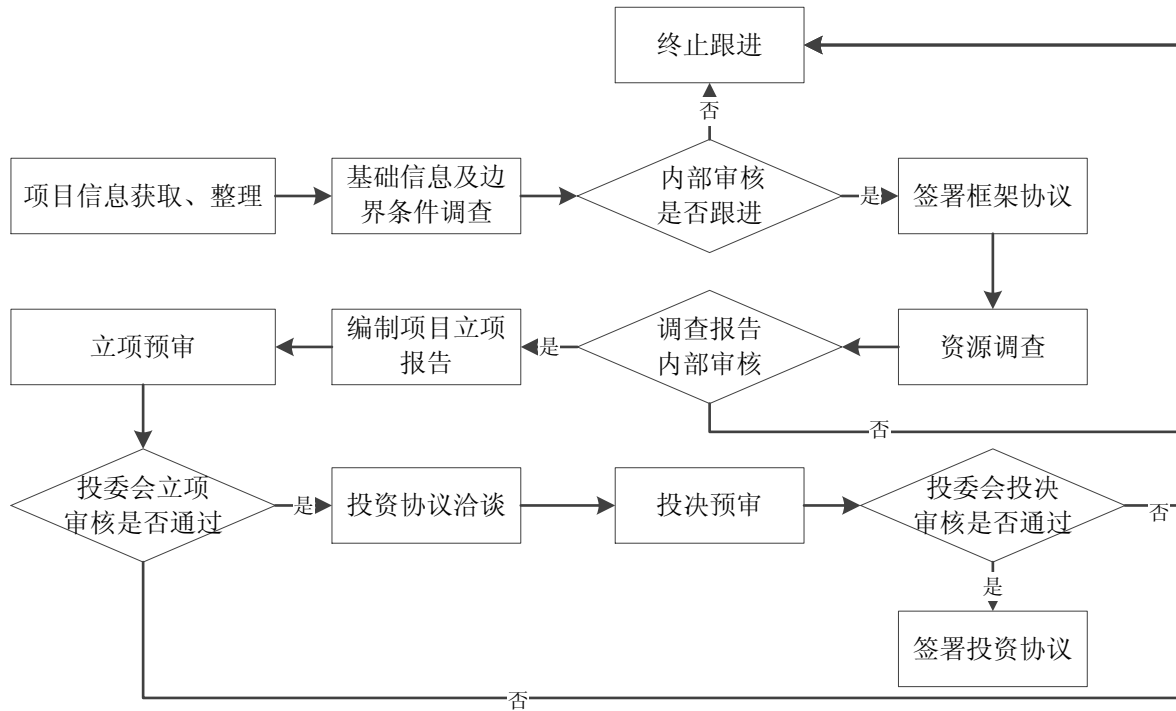 终止跟进
否
项目信息获取、整理
基础信息及边
界条件调查
内部审核
是否跟进
是
签署框架协议
立项预审
编制项目立项
报告
是
调查报告
内部审核
资源调查
否
投委会立项
审核是否通过
是
投资协议洽谈
投决预审
投委会投决
审核是否通过
否
是
签署投资协议
否